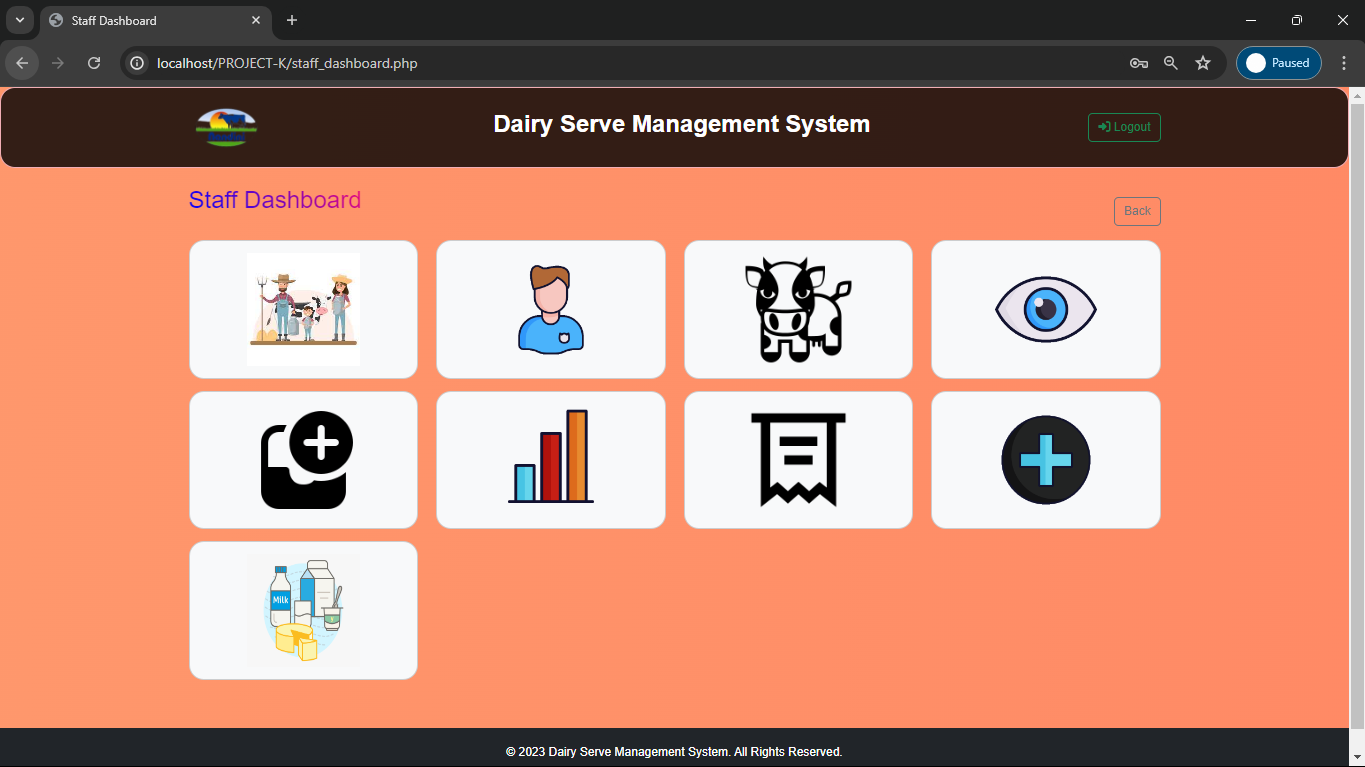 Staff Dashboard
localhost/PROJECT-K/staff_dashboard.php
Paused
Dairy Serve Management System
Logout
Staff Dashboard
Back
Milk
© 2023 Dairy Serve Management System. All Rights Reserved.